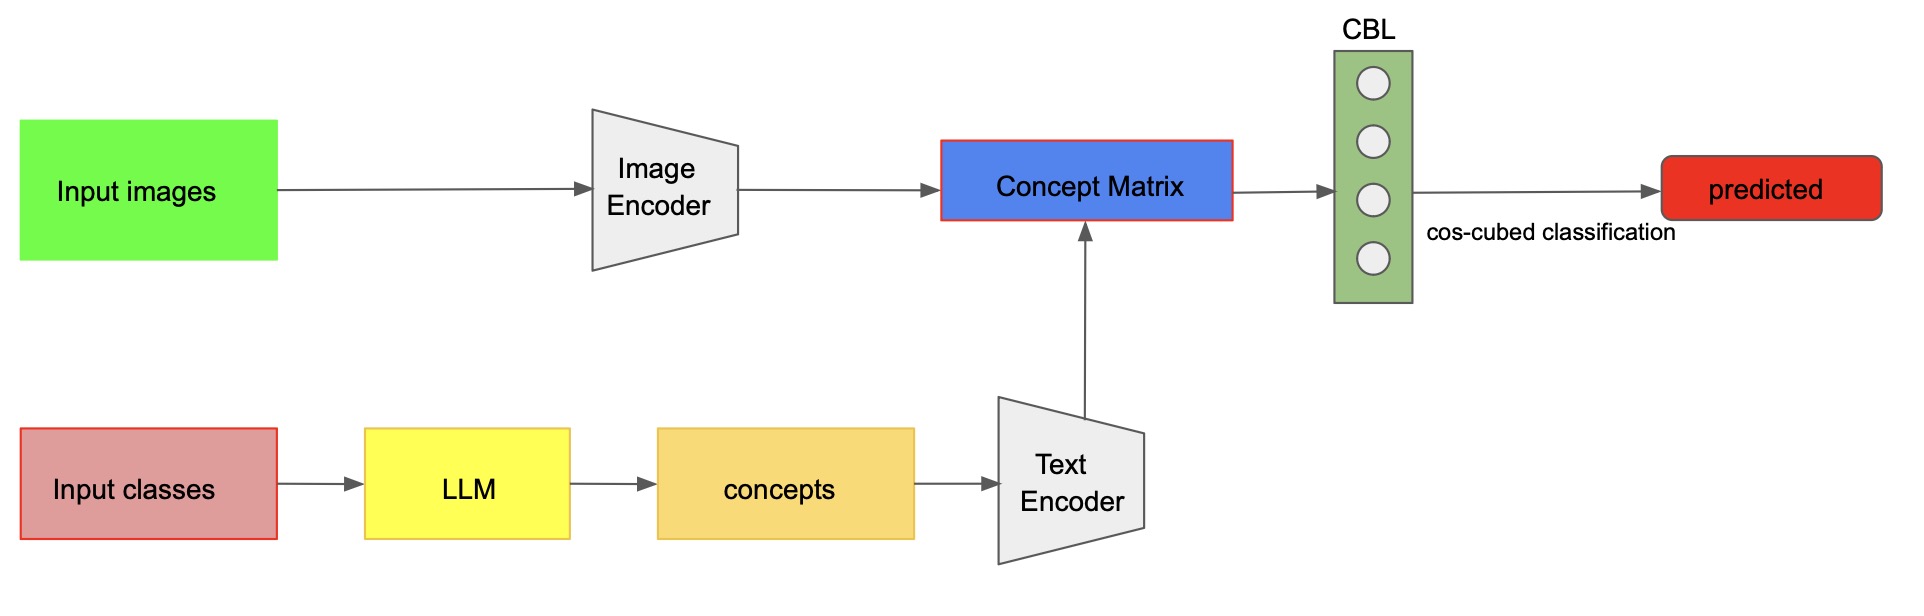 CBL
Input images
Image
Encoder
Concept Matrix
predicted
cos-cubed classification
Input classes
LLM
concepts
Text
Encoder